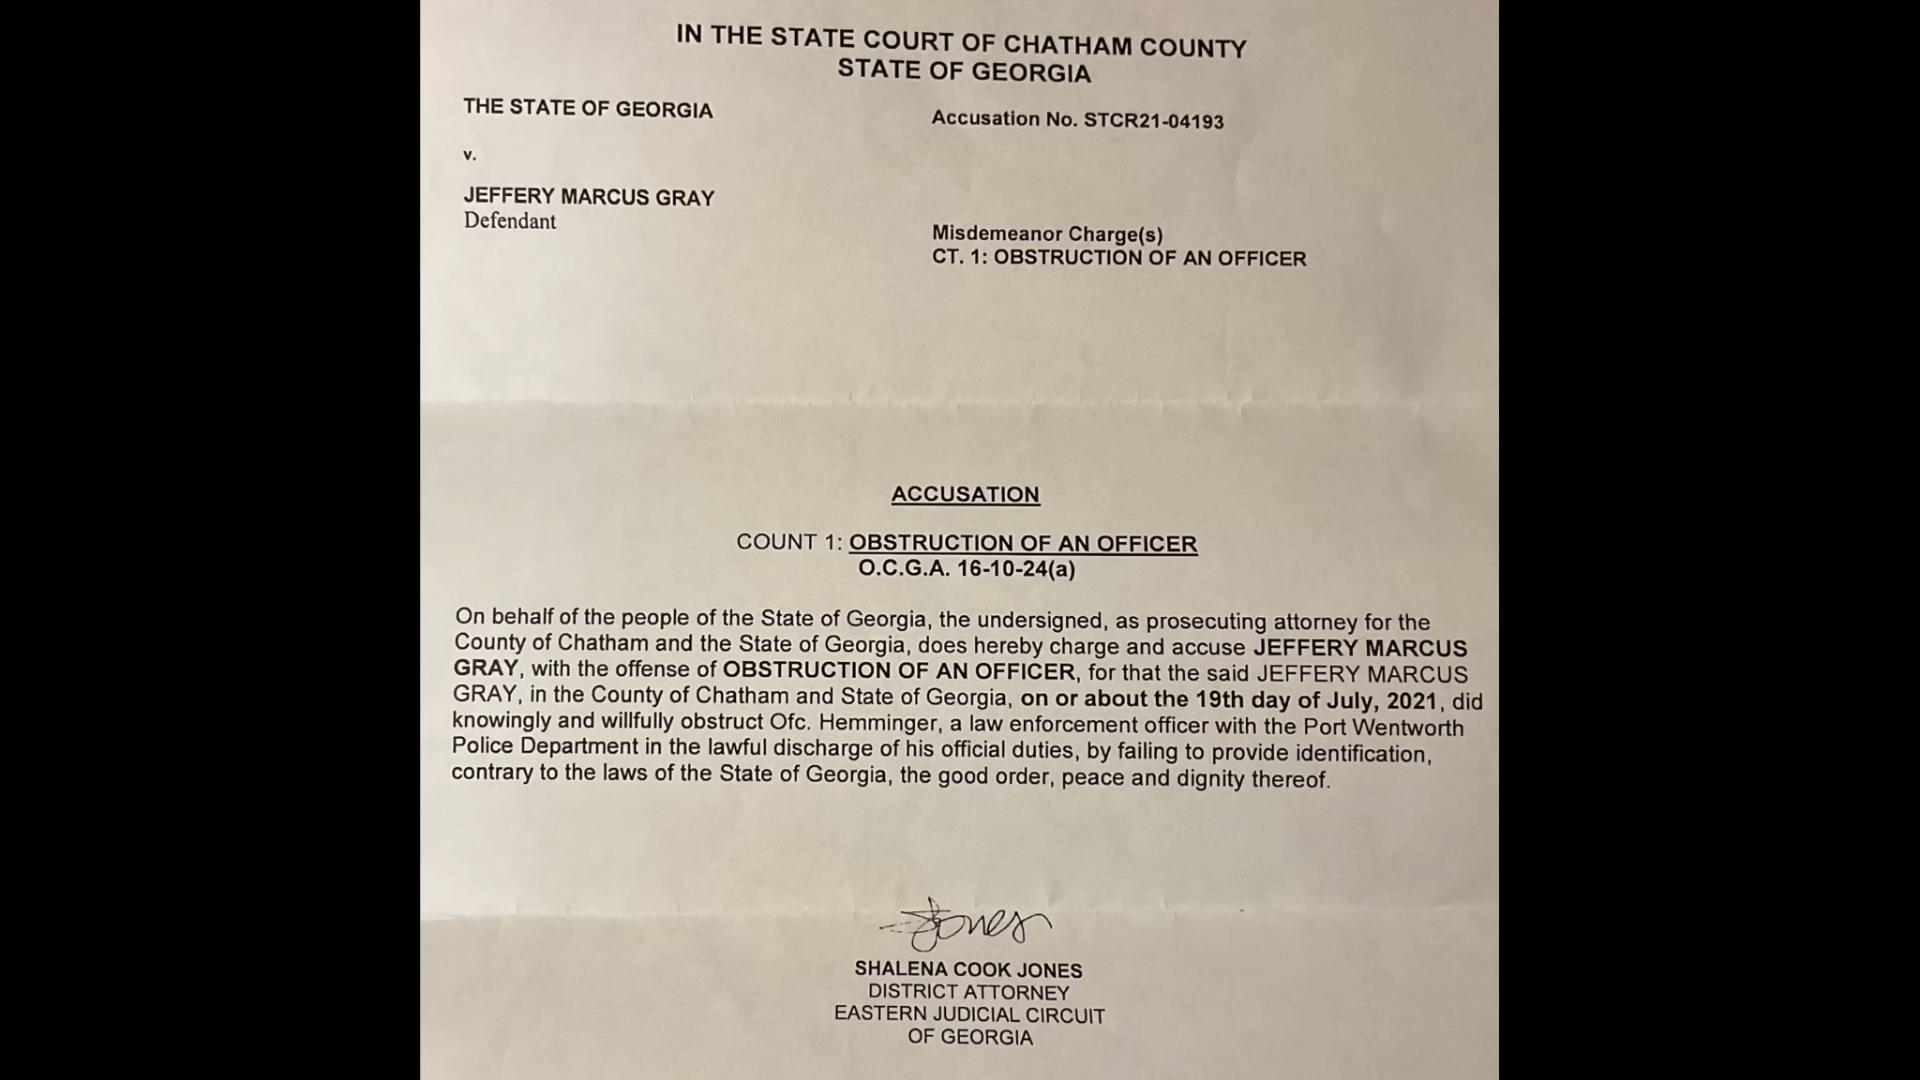 IN THE STATE COURT OF CHATHAM COUNTY
STATE OF GEORGIA
THE STATE OF GEORGIA
Accusation No. STCR21-04193
v.
JEFFERY MARCUS GRAY
Defendant
Misdemeanor Charge(s)
CT. 1: OBSTRUCTION OF AN OFFICER
ACCUSATION
COUNT 1: OBSTRUCTION OF AN OFFICER
O.C.G.A. 16-10-24(a)
On behalf of the people of the State of Georgia, the undersigned, as prosecuting attorney for the
County of Chatham and the State of Georgia, does hereby charge and accuse JEFFERY MARCUS
GRAY, with the offense of OBSTRUCTION OF AN OFFICER, for that the said JEFFERY MARCUS
GRAY, in the County of Chatham and State of Georgia, on or about the 19th day of July, 2021, did
knowingly and willfully obstruct Ofc. Hemminger, a law enforcement officer with the Port Wentworth
Police Department in the lawful discharge of his official duties, by failing to provide identification,
contrary to the laws of the State of Georgia, the good order, peace and dignity thereof.
Jones
SHALENA COOK JONES
DISTRICT ATTORNEY
EASTERN JUDICIAL CIRCUIT
OF GEORGIA